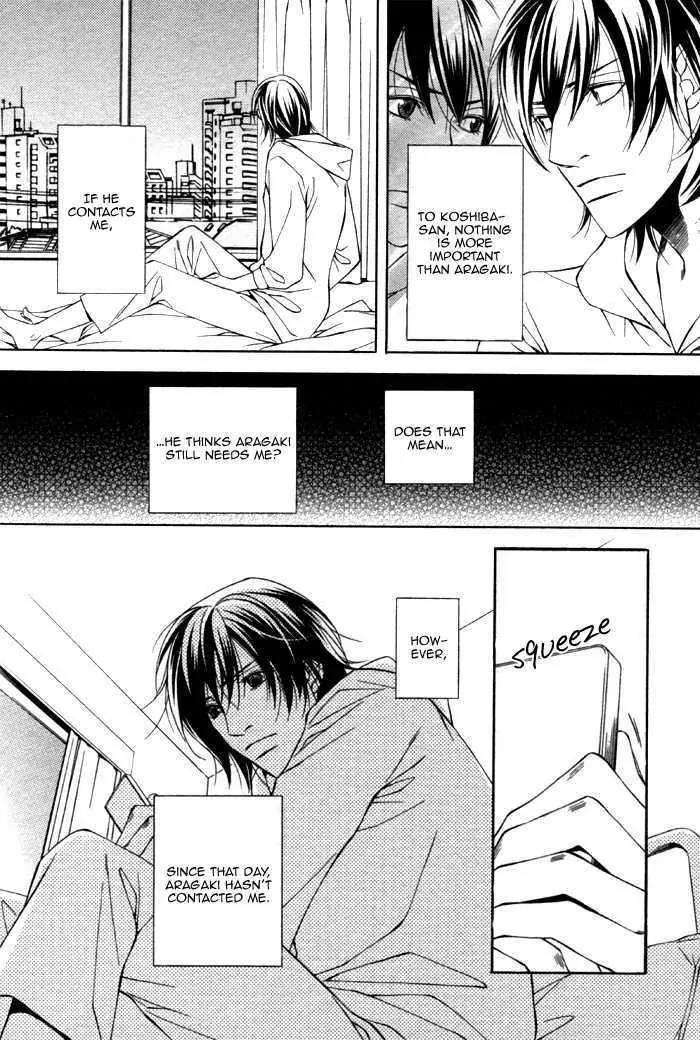 TO KOSHIBA-
SAN, NOTHING
IS MORE
IMPORTANT
THAN ARAGAKI.
IF HE
CONTACTS
ME,
DOES THAT
MEAN...
...HE THINKS ARAGAKI
STILL NEEDS ME?
squeeze
HOW-
EVER,
SINCE THAT DAY,
ARAGAKI HASN'T
CONTACTED ME.